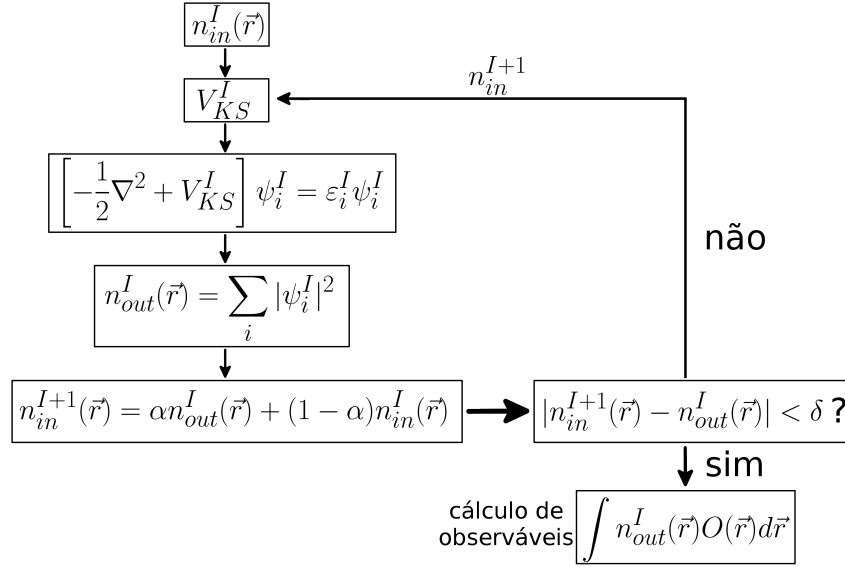 $n_{in}^{I}(\vec{r})$
$n_{in}^{I+1}$
$V_{KS}^{I}$
$\left[-\frac{1}{2}\nabla^2 + V_{KS}^{I}\right]\psi_i^I = \varepsilon_i^I \psi_i^I$
não
$n_{out}^{I}(\vec{r}) = \sum_i |\psi_i^I|^2$
$n_{in}^{I+1}(\vec{r}) = \alpha n_{out}^{I}(\vec{r}) + (1-\alpha) n_{in}^{I}(\vec{r})$
$|n_{in}^{I+1}(\vec{r}) - n_{out}^{I}(\vec{r})| < \delta$ ?
sim
cálculo de
observáveis
$\int n_{out}^{I}(\vec{r}) O(\vec{r}) d\vec{r}$